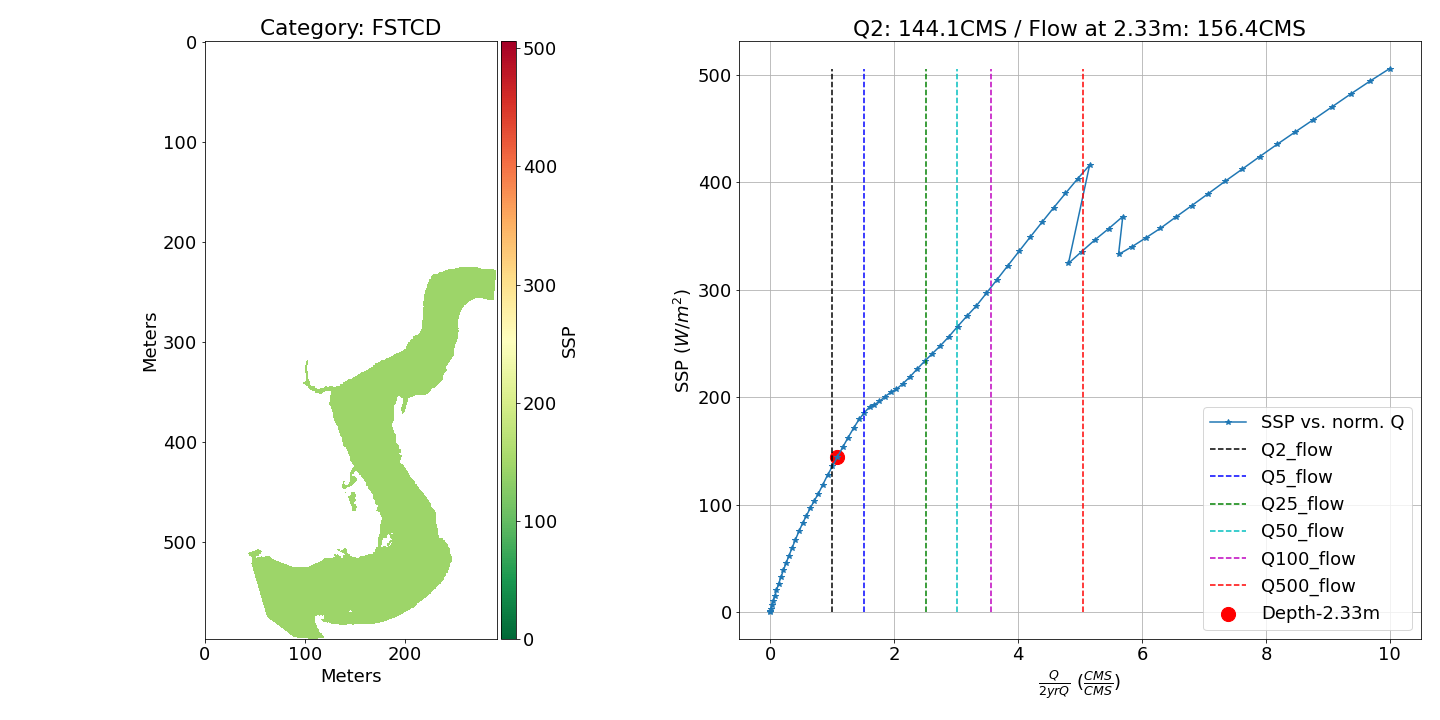 Category: FSTCD
0
100
200
300
400
500
Meters
0
100
200
Meters
500
400
300
200
100
0
SSP
Q2: 144.1CMS / Flow at 2.33m: 156.4CMS
500
400
300
200
100
0
SSP (W/m²)
0
2
4
6
8
10
Q/2yrQ (CMS/CMS)
SSP vs. norm. Q
Q2_flow
Q5_flow
Q25_flow
Q50_flow
Q100_flow
Q500_flow
Depth-2.33m